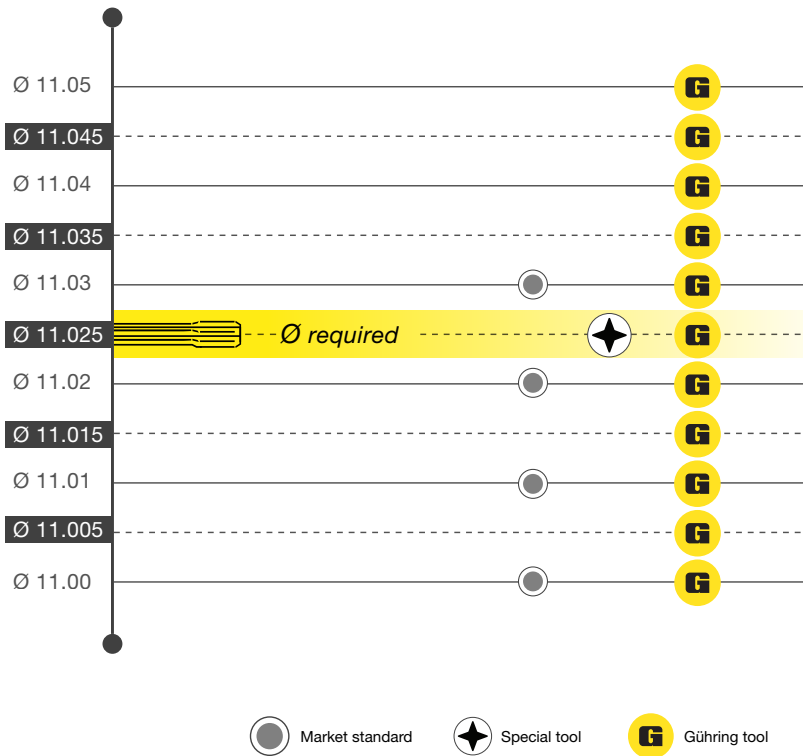 Ø 11.05
G
Ø 11.045
G
Ø 11.04
G
Ø 11.035
G
Ø 11.03
G
Ø 11.025
Ø required
G
Ø 11.02
G
Ø 11.015
G
Ø 11.01
G
Ø 11.005
G
Ø 11.00
G
Market standard
Special tool
G
Gühring tool